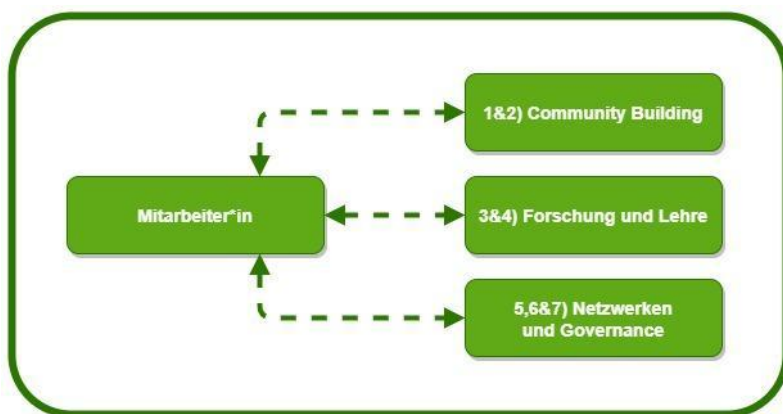 1&2) Community Building
Mitarbeiter*in
3&4) Forschung und Lehre
5,6&7) Netzwerken
und Governance